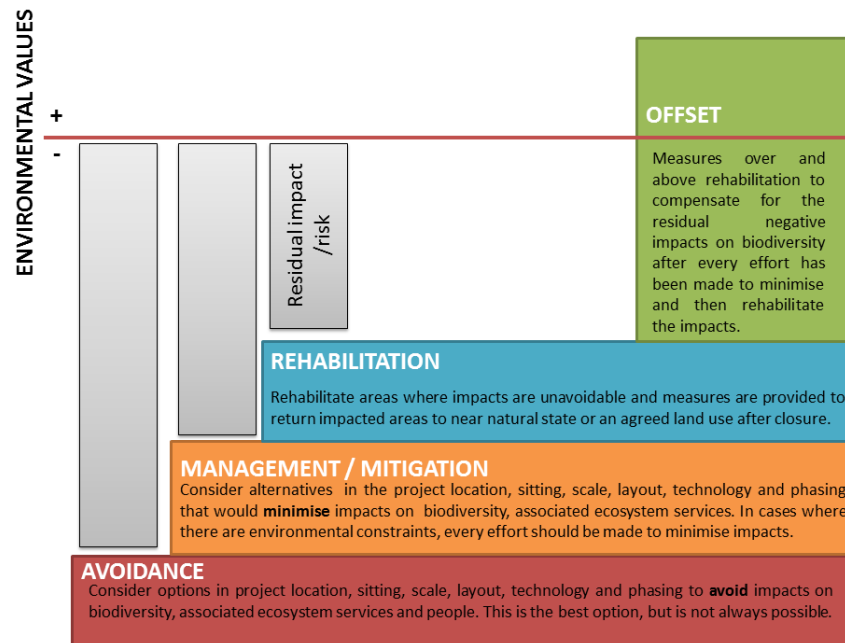 ENVIRONMENTAL VALUES
+
-
Residual impact
/risk
OFFSET
Measures over and
above rehabilitation to
compensate for the
residual negative
impacts on biodiversity
after every effort has
been made to minimise
and then rehabilitate
the impacts.
REHABILITATION
Rehabilitate areas where impacts are unavoidable and measures are provided to
return impacted areas to near natural state or an agreed land use after closure.
MANAGEMENT / MITIGATION
Consider alternatives in the project location, sitting, scale, layout, technology and phasing
that would minimise impacts on biodiversity, associated ecosystem services. In cases where
there are environmental constraints, every effort should be made to minimise impacts.
AVOIDANCE
Consider options in project location, sitting, scale, layout, technology and phasing to avoid impacts on
biodiversity, associated ecosystem services and people. This is the best option, but is not always possible.